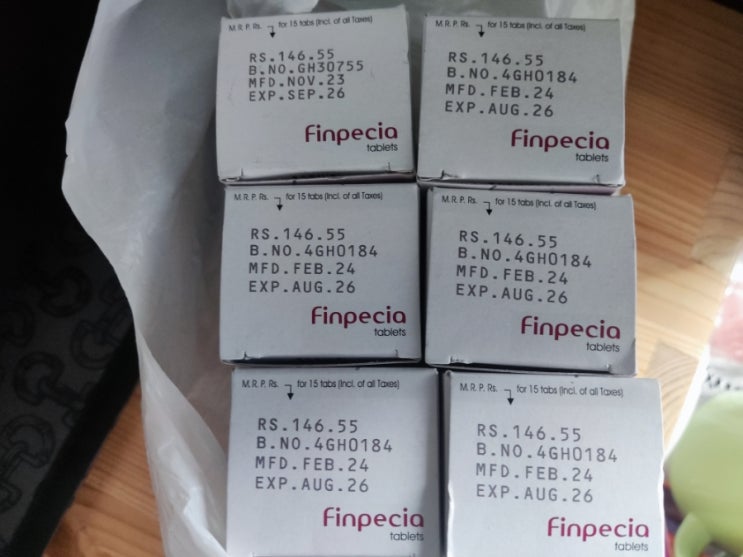 M. R. P. Rs. for 15 tabs (Incl. of all Taxes)
RS.146.55
B.NO.GH30755
MFD.NOV.23
EXP.SEP.26
Finpecia
tablets
M. R. P. Rs. for 15 tabs (Incl. of all Taxes)
RS.146.55
B.NO.4GH0184
MFD.FEB.24
EXP.AUG.26
Finpecia
tablets
M. R. P. Rs. for 15 tabs (Incl. of all Taxes)
RS.146.55
B.NO.4GH0184
MFD.FEB.24
EXP.AUG.26
Finpecia
tablets
M. R. P. Rs. for 15 tabs (Incl. of all Taxes)
RS.146.55
B.NO.4GH0184
MFD.FEB.24
EXP.AUG.26
Finpecia
tablets
M. R. P. Rs. for 15 tabs (Incl. of all Taxes)
RS.146.55
B.NO.4GH0184
MFD.FEB.24
EXP.AUG.26
Finpecia
tablets
M. R. P. Rs. for 15 tabs (Incl. of all Taxes)
RS.146.55
B.NO.4GH0184
MFD.FEB.24
EXP.AUG.26
Finpecia
tablets